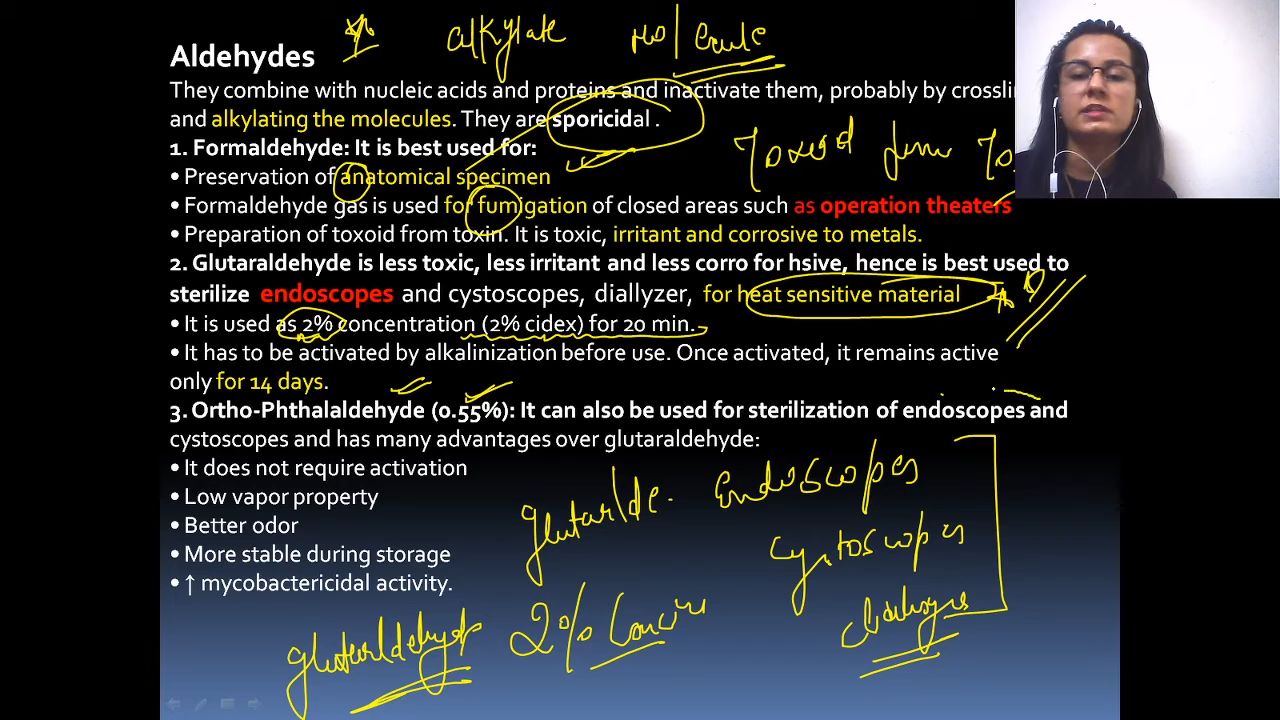 alkylate molecule
Aldehydes
They combine with nucleic acids and proteins and inactivate them, probably by crosslin
and alkylating the molecules. They are sporicidal .
Toxoid form
1. Formaldehyde: It is best used for:
• Preservation of anatomical specimen
• Formaldehyde gas is used for fumigation of closed areas such as operation theaters
• Preparation of toxoid from toxin. It is toxic, irritant and corrosive to metals.
2. Glutaraldehyde is less toxic, less irritant and less corro for hsive, hence is best used to
sterilize endoscopes and cystoscopes, diallyzer, for heat sensitive material
• It is used as 2% concentration (2% cidex) for 20 min.
• It has to be activated by alkalinization before use. Once activated, it remains active
only for 14 days.
3. Ortho-Phthalaldehyde (0.55%): It can also be used for sterilization of endoscopes and
cystoscopes and has many advantages over glutaraldehyde:
• It does not require activation
• Low vapor property
• Better odor
• More stable during storage
• ↑ mycobactericidal activity.
glutarlde. Endoscopes
cystoscopes
2%